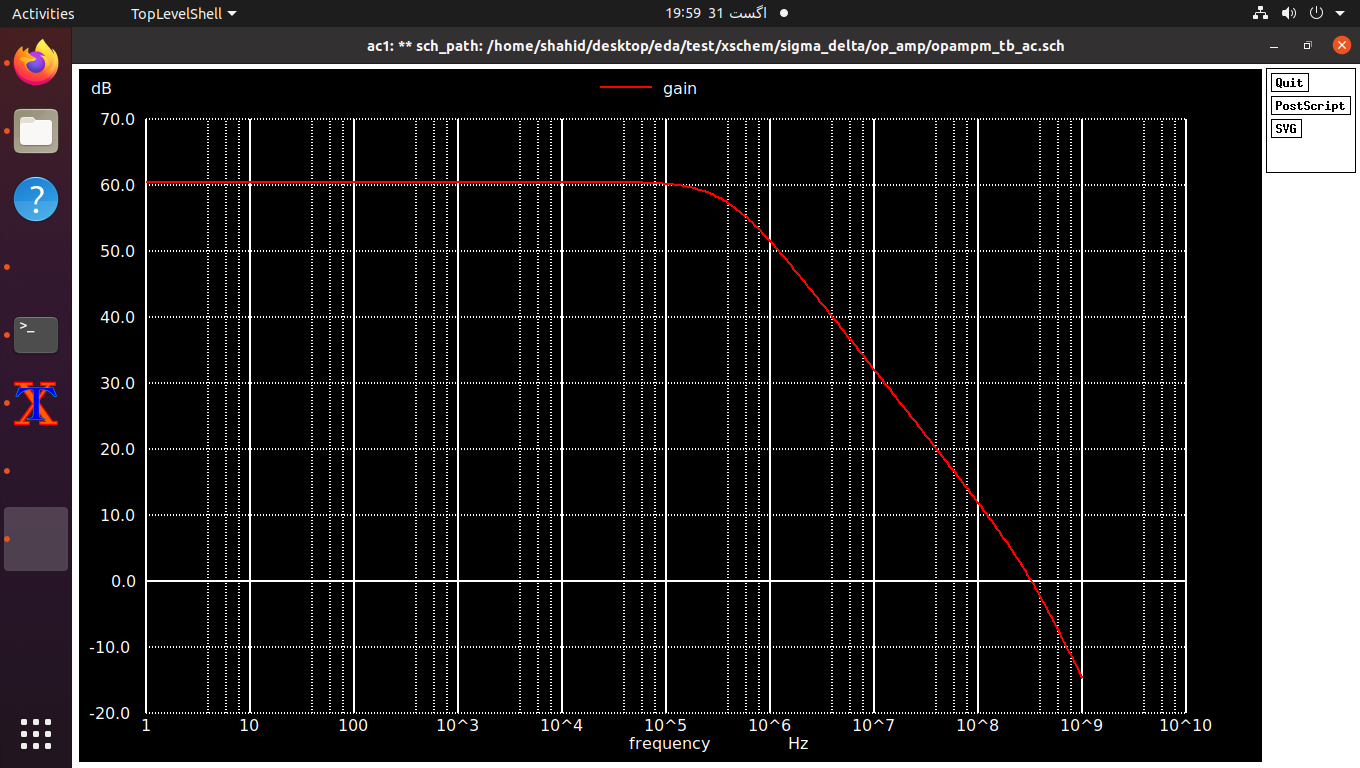 Activities
TopLevelShell
19:59 31 اگست
ac1: ** sch_path: /home/shahid/desktop/eda/test/xschem/sigma_delta/op_amp/opampm_tb_ac.sch
Quit
PostScript
SVG
dB
gain
70.0
60.0
50.0
40.0
30.0
20.0
10.0
0.0
-10.0
-20.0
1 10 100 10^3 10^4 10^5 10^6 10^7 10^8 10^9 10^10
frequency Hz